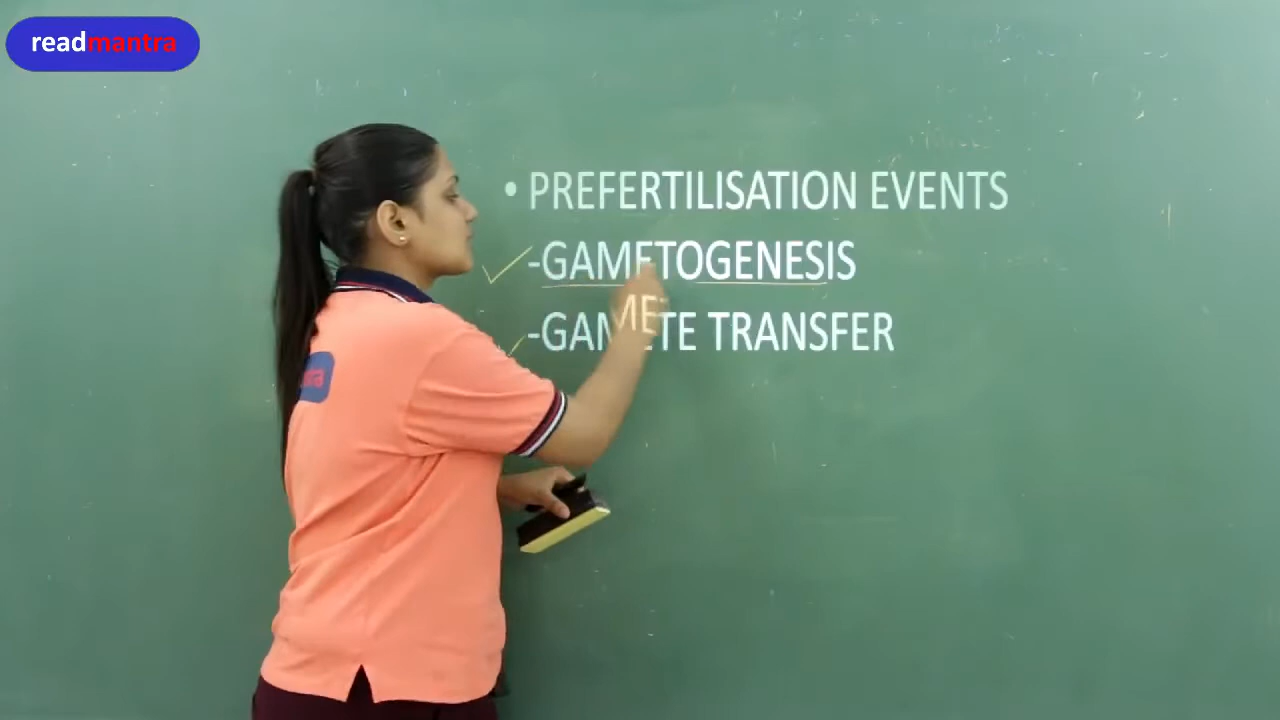 readmantra
• PREFERTILISATION EVENTS
-GAMETOGENESIS
-GAMETE TRANSFER